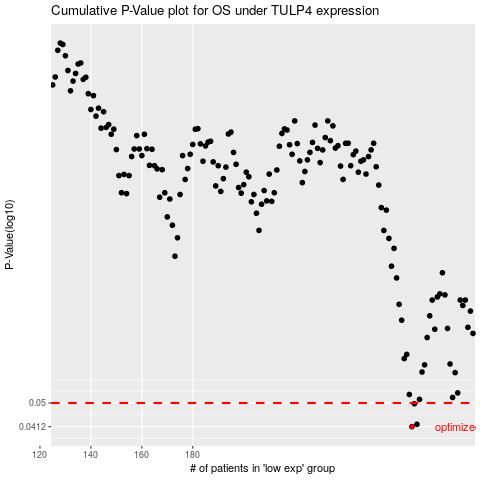 Cumulative P-Value plot for OS under TULP4 expression
P-Value(log10)
0.05
0.0412
optimize
120
140
160
180
# of patients in 'low exp' group